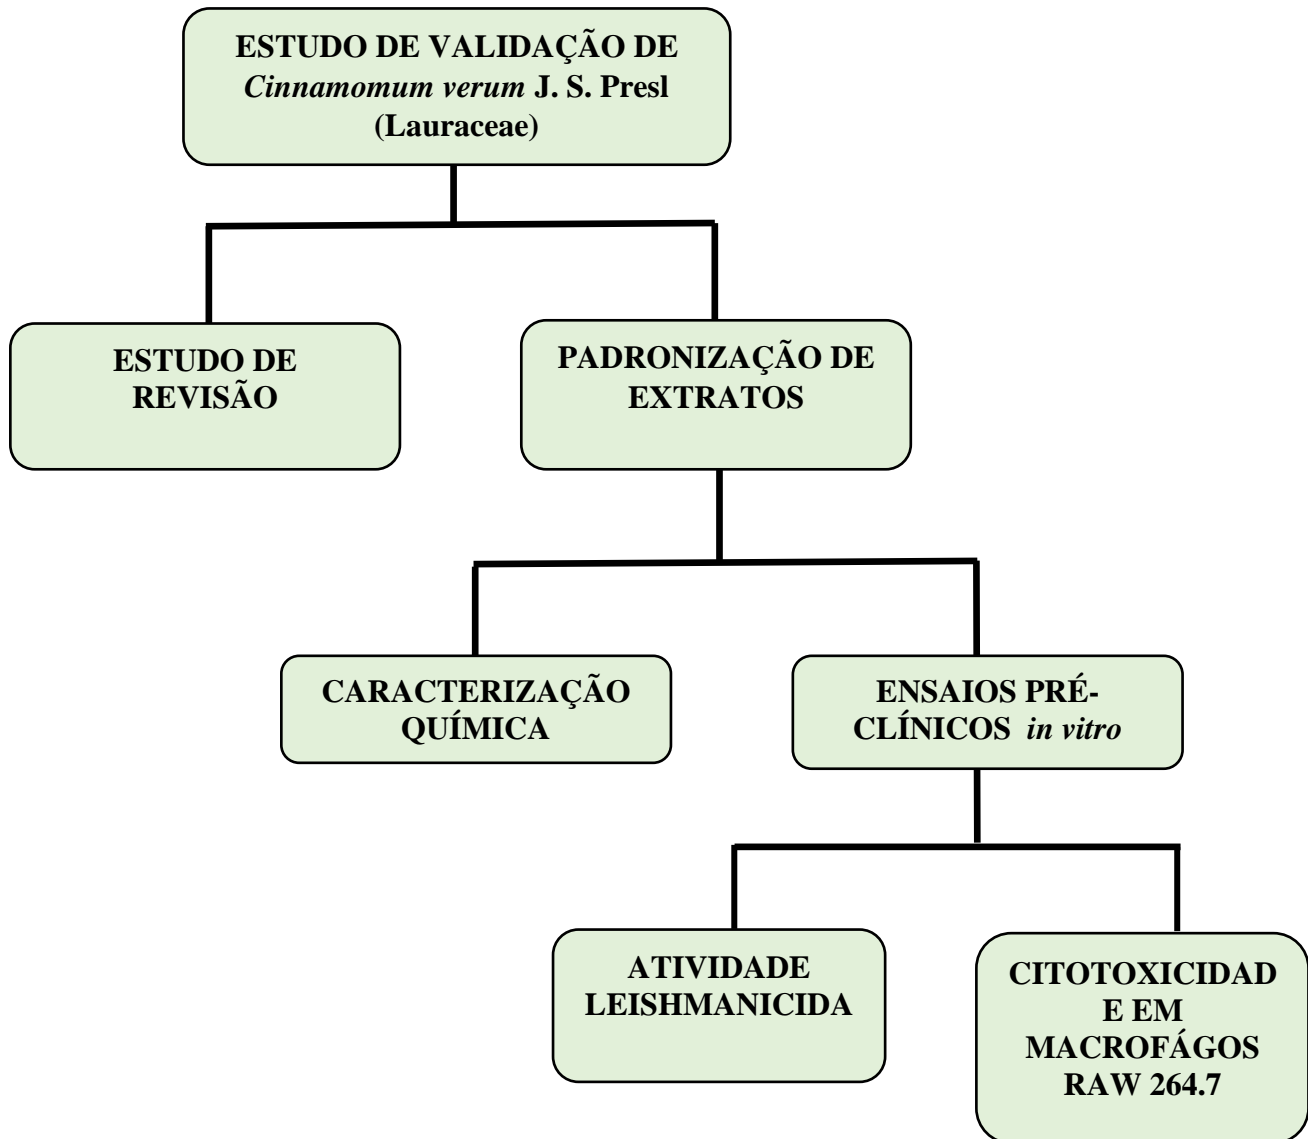 ESTUDO DE VALIDAÇÃO DE
Cinnamomum verum J. S. Presl
(Lauraceae)
ESTUDO DE
REVISÃO
PADRONIZAÇÃO DE
EXTRATOS
CARACTERIZAÇÃO
QUÍMICA
ENSAIOS PRÉ-
CLÍNICOS in vitro
ATIVIDADE
LEISHMANICIDA
CITOTOXICIDAD
E EM
MACROFÁGOS
RAW 264.7